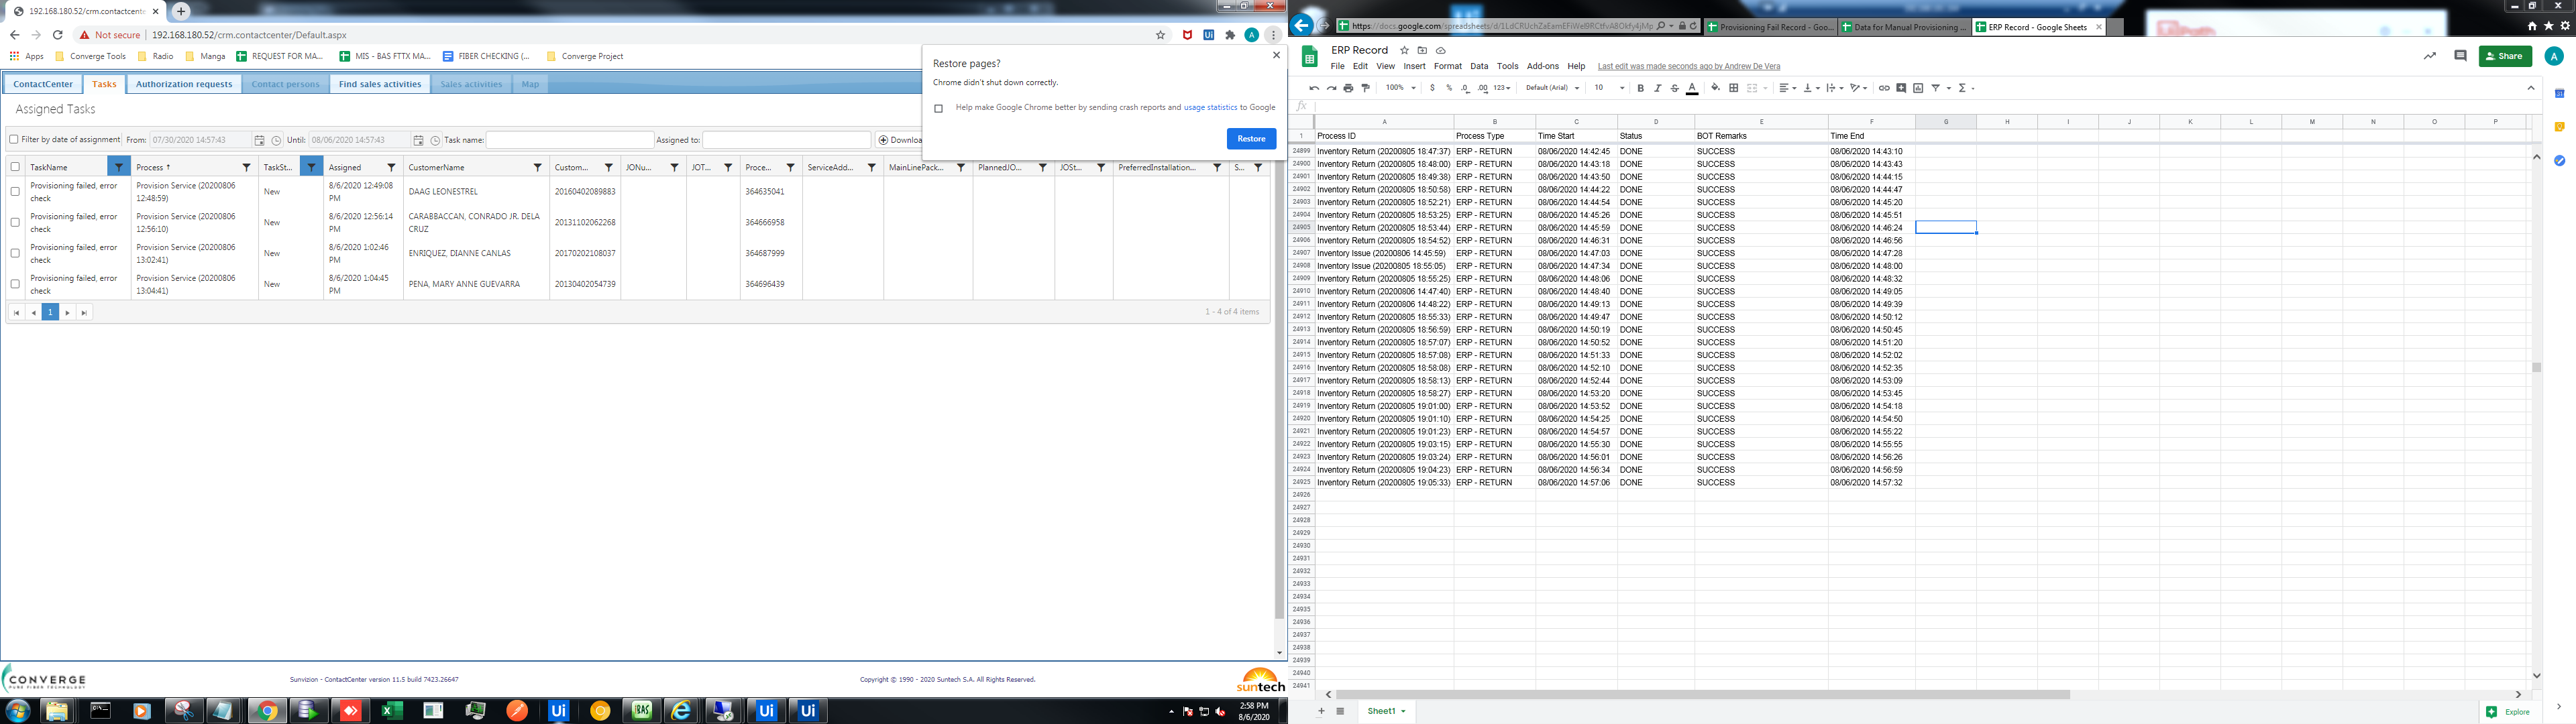 192.168.180.52/crm.contactcente
Not secure | 192.168.180.52/crm.contactcenter/Default.aspx
Apps Converge Tools Radio Manga REQUEST FOR MA... MIS - BAS FTTX MA... FIBER CHECKING (... Converge Project
Restore pages?
Chrome didn't shut down correctly.
Help make Google Chrome better by sending crash reports and usage statistics to Google
Restore
ContactCenter Tasks Authorization requests Contact persons Find sales activities Sales activities Map
Assigned Tasks
Filter by date of assignment From: 07/30/2020 14:57:43 Until: 08/06/2020 14:57:43 Task name: Assigned to: Downloa
TaskName Process ↑ TaskSt... Assigned CustomerName Custom... JONu... JOT... Proce... ServiceAdd... MainLinePack... PlannedJO... JOSt... PreferredInstallation... S...
Provisioning failed, error check Provision Service (20200806 12:48:59) New 8/6/2020 12:49:08 PM DAAG LEONESTREL 20160402089883 364635041
Provisioning failed, error check Provision Service (20200806 12:56:10) New 8/6/2020 12:56:14 PM CARABBACCAN, CONRADO JR. DELA CRUZ 20131102062268 364666958
Provisioning failed, error check Provision Service (20200806 13:02:41) New 8/6/2020 1:02:46 PM ENRIQUEZ, DIANNE CANLAS 20170202108037 364687999
Provisioning failed, error check Provision Service (20200806 13:04:41) New 8/6/2020 1:04:45 PM PENA, MARY ANNE GUEVARRA 20130402054739 364696439
1
1 - 4 of 4 items
CONVERGE
PURE FIBER TECHNOLOGY
Sunvizion - ContactCenter version 11.5 build 7423.26647
Copyright © 1990 - 2020 Suntech S.A. All Rights Reserved.
suntech
2:58 PM
8/6/2020
Provisioning Fail Record - Goo... Data for Manual Provisioning ... ERP Record - Google Sheets
ERP Record
File Edit View Insert Format Data Tools Add-ons Help Last edit was made seconds ago by Andrew De Vera
Share
A
100% $ % .0 .00 123 Default (Arial) 10 B I S A
fx
A B C D E F G H I J K L M N O P
1 Process ID Process Type Time Start Status BOT Remarks Time End
24899 Inventory Return (20200805 18:47:37) ERP - RETURN 08/06/2020 14:42:45 DONE SUCCESS 08/06/2020 14:43:10
24900 Inventory Return (20200805 18:48:00) ERP - RETURN 08/06/2020 14:43:18 DONE SUCCESS 08/06/2020 14:43:43
24901 Inventory Return (20200805 18:49:38) ERP - RETURN 08/06/2020 14:43:50 DONE SUCCESS 08/06/2020 14:44:15
24902 Inventory Return (20200805 18:50:58) ERP - RETURN 08/06/2020 14:44:22 DONE SUCCESS 08/06/2020 14:44:47
24903 Inventory Return (20200805 18:52:21) ERP - RETURN 08/06/2020 14:44:54 DONE SUCCESS 08/06/2020 14:45:20
24904 Inventory Return (20200805 18:53:25) ERP - RETURN 08/06/2020 14:45:26 DONE SUCCESS 08/06/2020 14:45:51
24905 Inventory Return (20200805 18:53:44) ERP - RETURN 08/06/2020 14:45:59 DONE SUCCESS 08/06/2020 14:46:24
24906 Inventory Return (20200805 18:54:52) ERP - RETURN 08/06/2020 14:46:31 DONE SUCCESS 08/06/2020 14:46:56
24907 Inventory Issue (20200806 14:45:59) ERP - RETURN 08/06/2020 14:47:03 DONE SUCCESS 08/06/2020 14:47:28
24908 Inventory Issue (20200805 18:55:05) ERP - RETURN 08/06/2020 14:47:34 DONE SUCCESS 08/06/2020 14:48:00
24909 Inventory Return (20200805 18:55:25) ERP - RETURN 08/06/2020 14:48:06 DONE SUCCESS 08/06/2020 14:48:32
24910 Inventory Return (20200806 14:47:40) ERP - RETURN 08/06/2020 14:48:40 DONE SUCCESS 08/06/2020 14:49:05
24911 Inventory Return (20200806 14:48:22) ERP - RETURN 08/06/2020 14:49:13 DONE SUCCESS 08/06/2020 14:49:39
24912 Inventory Return (20200805 18:55:33) ERP - RETURN 08/06/2020 14:49:47 DONE SUCCESS 08/06/2020 14:50:12
24913 Inventory Return (20200805 18:56:59) ERP - RETURN 08/06/2020 14:50:19 DONE SUCCESS 08/06/2020 14:50:45
24914 Inventory Return (20200805 18:57:07) ERP - RETURN 08/06/2020 14:50:52 DONE SUCCESS 08/06/2020 14:51:20
24915 Inventory Return (20200805 18:57:08) ERP - RETURN 08/06/2020 14:51:33 DONE SUCCESS 08/06/2020 14:52:02
24916 Inventory Return (20200805 18:58:08) ERP - RETURN 08/06/2020 14:52:10 DONE SUCCESS 08/06/2020 14:52:35
24917 Inventory Return (20200805 18:58:13) ERP - RETURN 08/06/2020 14:52:44 DONE SUCCESS 08/06/2020 14:53:09
24918 Inventory Return (20200805 18:58:27) ERP - RETURN 08/06/2020 14:53:20 DONE SUCCESS 08/06/2020 14:53:45
24919 Inventory Return (20200805 19:01:00) ERP - RETURN 08/06/2020 14:53:52 DONE SUCCESS 08/06/2020 14:54:18
24920 Inventory Return (20200805 19:01:10) ERP - RETURN 08/06/2020 14:54:25 DONE SUCCESS 08/06/2020 14:54:50
24921 Inventory Return (20200805 19:01:23) ERP - RETURN 08/06/2020 14:54:57 DONE SUCCESS 08/06/2020 14:55:22
24922 Inventory Return (20200805 19:03:15) ERP - RETURN 08/06/2020 14:55:30 DONE SUCCESS 08/06/2020 14:55:55
24923 Inventory Return (20200805 19:03:24) ERP - RETURN 08/06/2020 14:56:01 DONE SUCCESS 08/06/2020 14:56:26
24924 Inventory Return (20200805 19:04:23) ERP - RETURN 08/06/2020 14:56:34 DONE SUCCESS 08/06/2020 14:56:59
24925 Inventory Return (20200805 19:05:33) ERP - RETURN 08/06/2020 14:57:06 DONE SUCCESS 08/06/2020 14:57:32
24926
24927
24928
24929
24930
24931
24932
24933
24934
24935
24936
24937
24938
24939
24940
24941
Sheet1
Explore